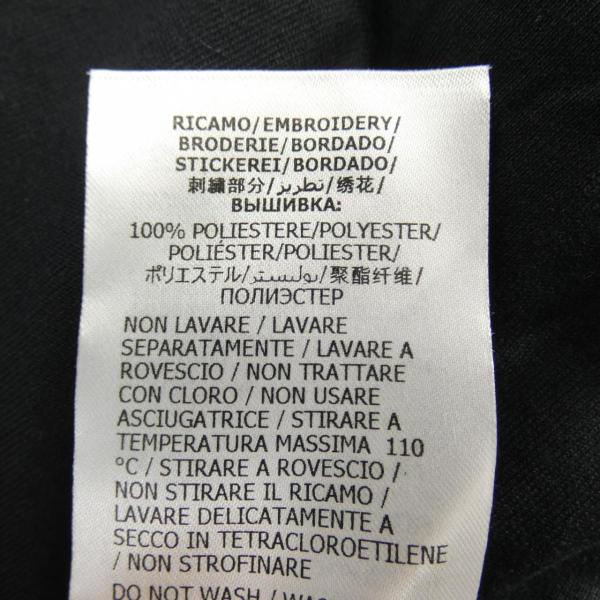 RICAMO/EMBROIDERY/
BRODERIE/BORDADO/
STICKEREI/BORDADO/
刺繍部分/تطريز/绣花/
ВЫШИВКА:
100% POLIESTERE/POLYESTER/
POLIÉSTER/POLIESTER/
ポリエステル/بوليستر/聚酯纤维/
ПОЛИЭСТЕР
NON LAVARE / LAVARE
SEPARATAMENTE / LAVARE A
ROVESCIO / NON TRATTARE
CON CLORO / NON USARE
ASCIUGATRICE / STIRARE A
TEMPERATURA MASSIMA 110
°C / STIRARE A ROVESCIO /
NON STIRARE IL RICAMO /
LAVARE DELICATAMENTE A
SECCO IN TETRACLOROETILENE
/ NON STROFINARE
DO NOT WASH /